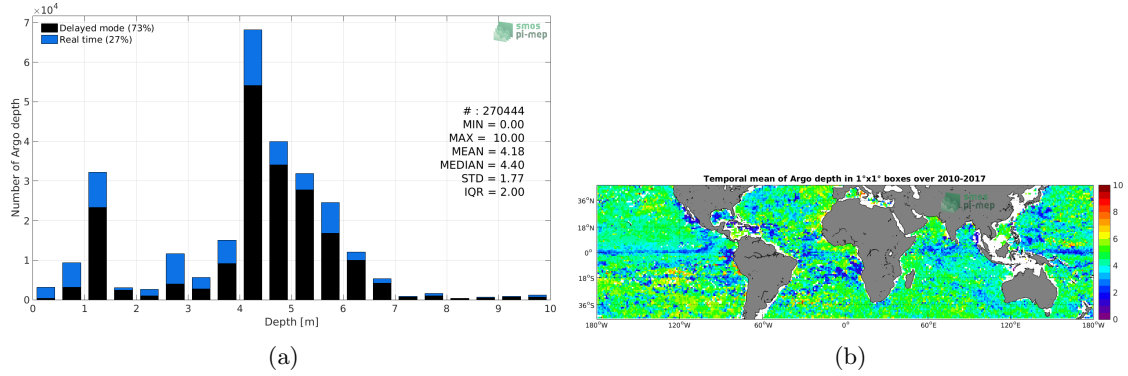 ×10⁴
7
6
5
4
3
2
1
0
Number of Argo depth
Delayed mode (73%)
Real time (27%)
smos
pi-mep
# : 270444
MIN = 0.00
MAX = 10.00
MEAN = 4.18
MEDIAN = 4.40
STD = 1.77
IQR = 2.00
0 1 2 3 4 5 6 7 8 9 10
Depth [m]
(a)
Temporal mean of Argo depth in 1°x1° boxes over 2010-2017
smos
pi-mep
36°N
18°N
0°
18°S
36°S
180°W 120°W 60°W 0° 60°E 120°E 180°W
10
8
6
4
2
0
(b)